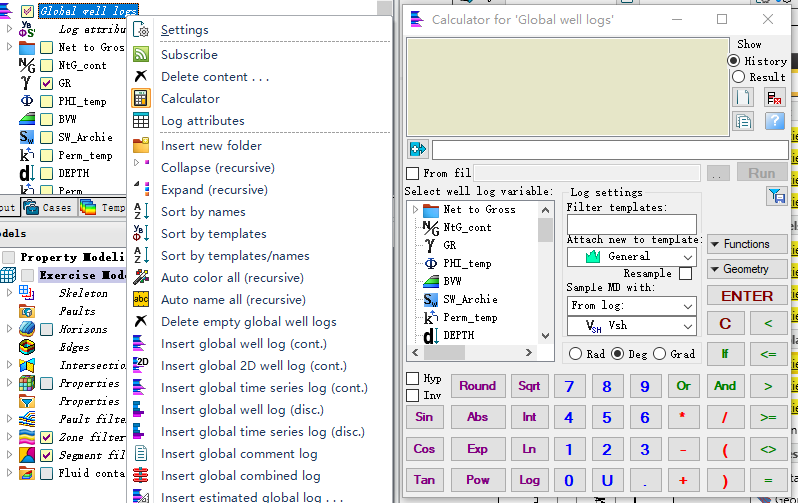 Global well logs
Log attribu
Net to Gros
NtG_cont
GR
PHI_temp
BVW
SW_Archie
Perm_temp
DEPTH
Perm
put
Cases
Temp
dels
Property Modeli
Exercise Mod
Skeleton
Faults
Horizons
Edges
Intersection
Properties
Properties
Fault filter
Zone filter
Segment fil
Fluid conta
Settings
Subscribe
Delete content . . .
Calculator
Log attributes
Insert new folder
Collapse (recursive)
Expand (recursive)
Sort by names
Sort by templates
Sort by templates/names
Auto color all (recursive)
Auto name all (recursive)
Delete empty global well logs
Insert global well log (cont.)
Insert global 2D well log (cont.)
Insert global time series log (cont.)
Insert global well log (disc.)
Insert global time series log (disc.)
Insert global comment log
Insert global combined log
Insert estimated global log . . .
Calculator for 'Global well logs'
Show
History
Result
From fil
..
Run
Select well log variable:
Net to Gross
NtG_cont
GR
PHI_temp
BVW
SW_Archie
Perm_temp
DEPTH
Log settings
Filter templates:
Attach new to template:
General
Resample
Sample MD with:
From log:
Vsh
Rad
Deg
Grad
Functions
Geometry
ENTER
C <
If <=
Hyp
Inv
Round Sqrt 7 8 9 Or And >
Sin Abs Int 4 5 6 * / >=
Cos Exp Ln 1 2 3 - ( <>
Tan Pow Log 0 U . + ) =